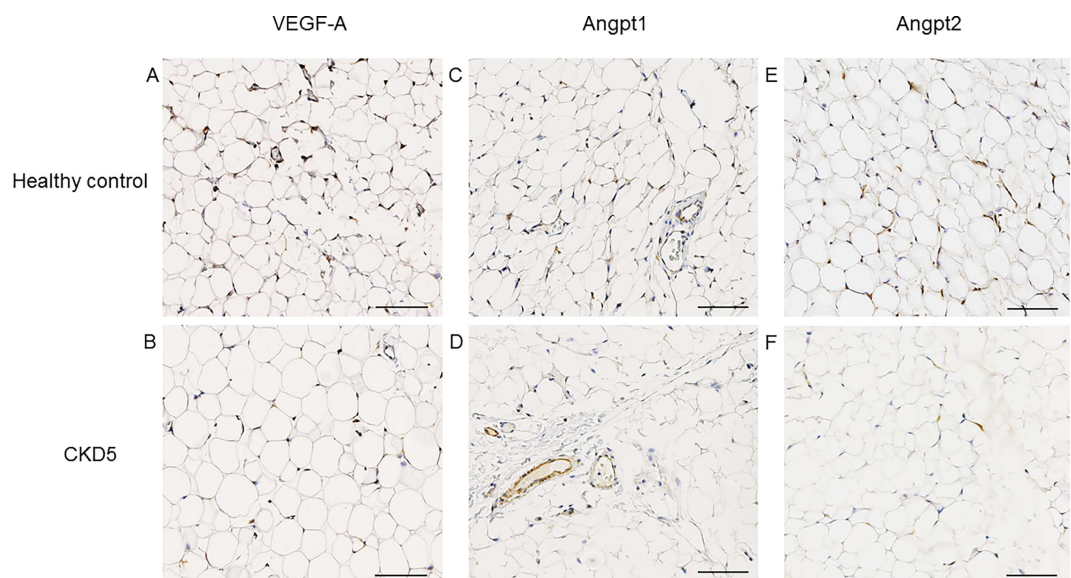 VEGF-A Angpt1 Angpt2
A C E
Healthy control
B D F
CKD5